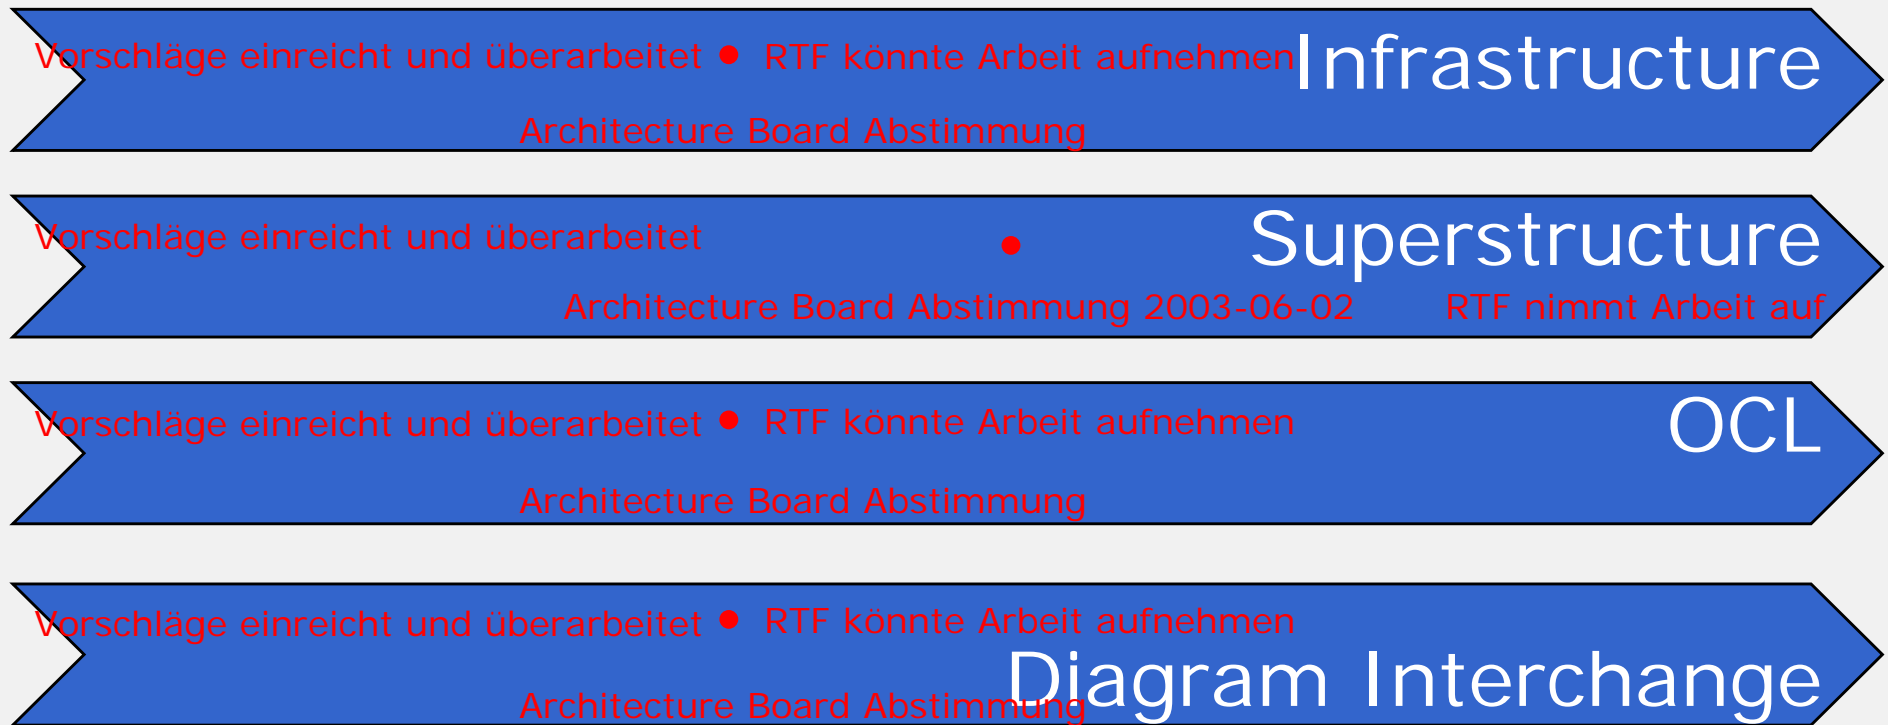 Vorschläge einreicht und überarbeitet • RTF könnte Arbeit aufnehmen Infrastructure
Architecture Board Abstimmung
Vorschläge einreicht und überarbeitet • Superstructure
Architecture Board Abstimmung 2003-06-02 RTF nimmt Arbeit auf
Vorschläge einreicht und überarbeitet • RTF könnte Arbeit aufnehmen OCL
Architecture Board Abstimmung
Vorschläge einreicht und überarbeitet • RTF könnte Arbeit aufnehmen
Diagram Interchange
Architecture Board Abstimmung